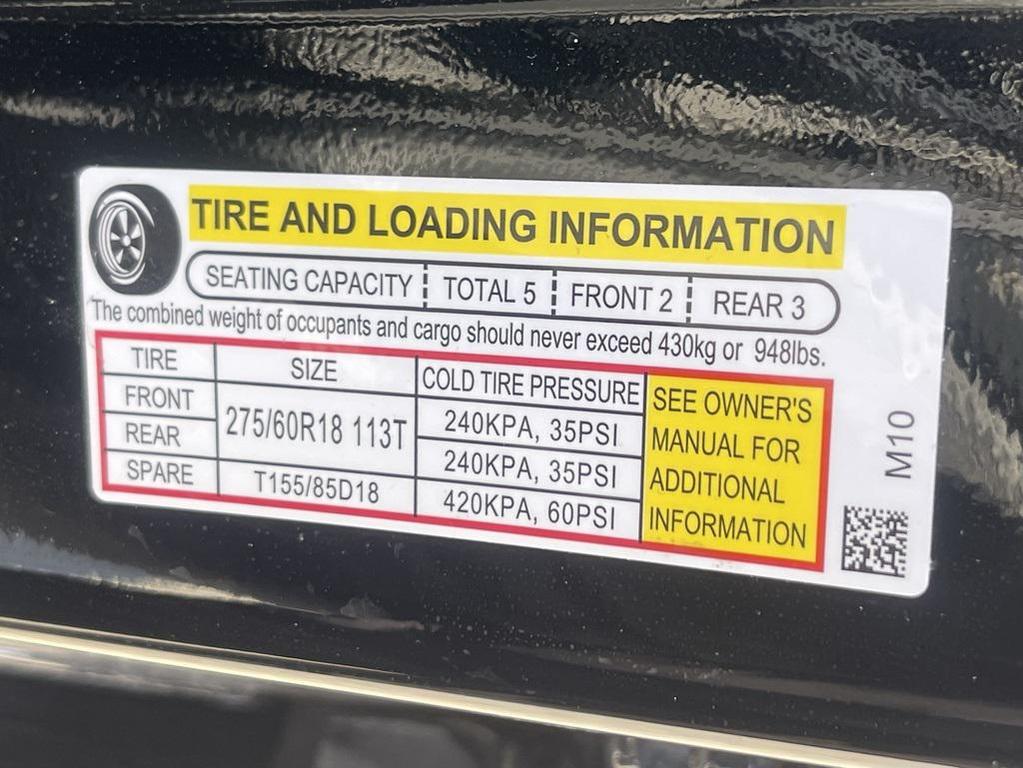 TIRE AND LOADING INFORMATION
SEATING CAPACITY TOTAL 5 FRONT 2 REAR 3
The combined weight of occupants and cargo should never exceed 430kg or 948lbs.
TIRE SIZE COLD TIRE PRESSURE
FRONT 275/60R18 113T 240KPA, 35PSI
REAR 240KPA, 35PSI
SPARE T155/85D18 420KPA, 60PSI
SEE OWNER'S
MANUAL FOR
ADDITIONAL
INFORMATION
M10